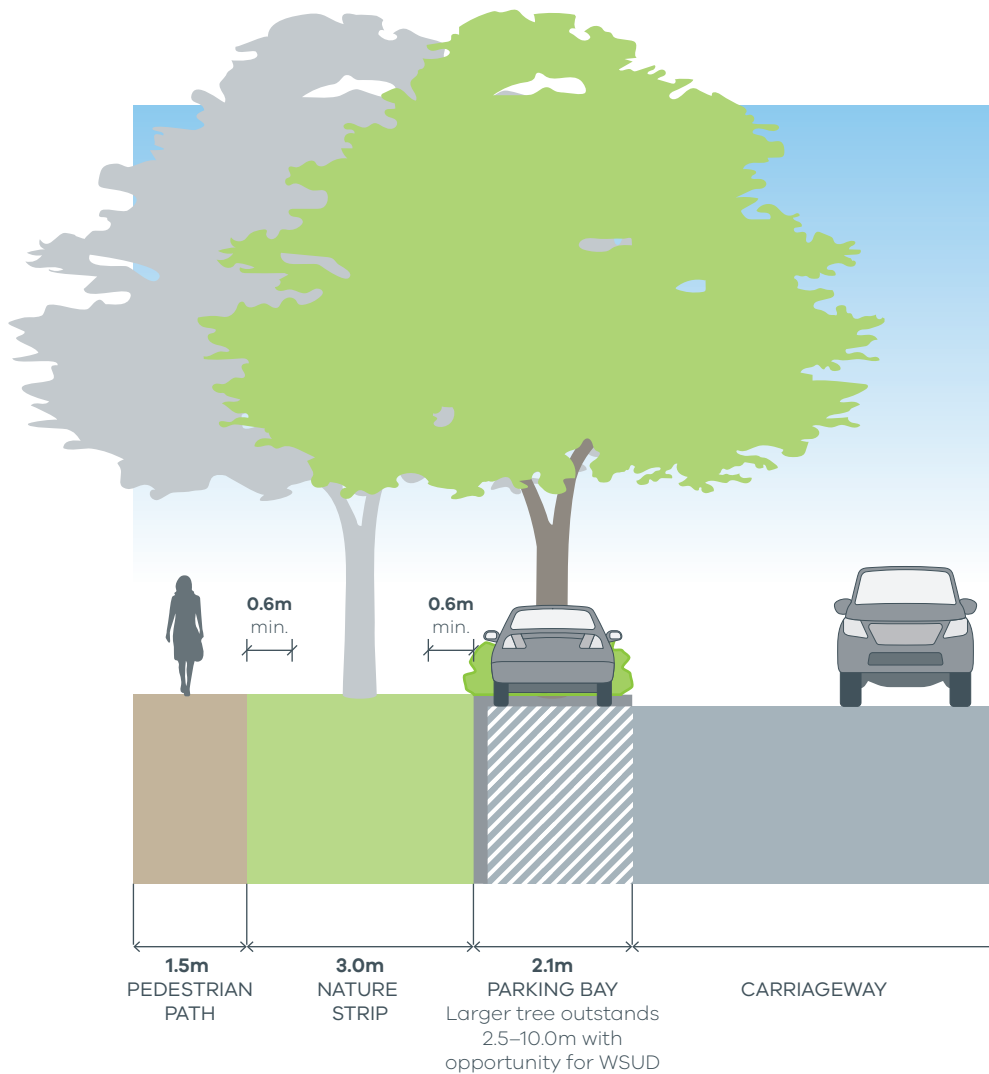 0.6m
min.
0.6m
min.
1.5m
PEDESTRIAN
PATH
3.0m
NATURE
STRIP
2.1m
PARKING BAY
Larger tree outstands
2.5–10.0m with
opportunity for WSUD
CARRIAGEWAY